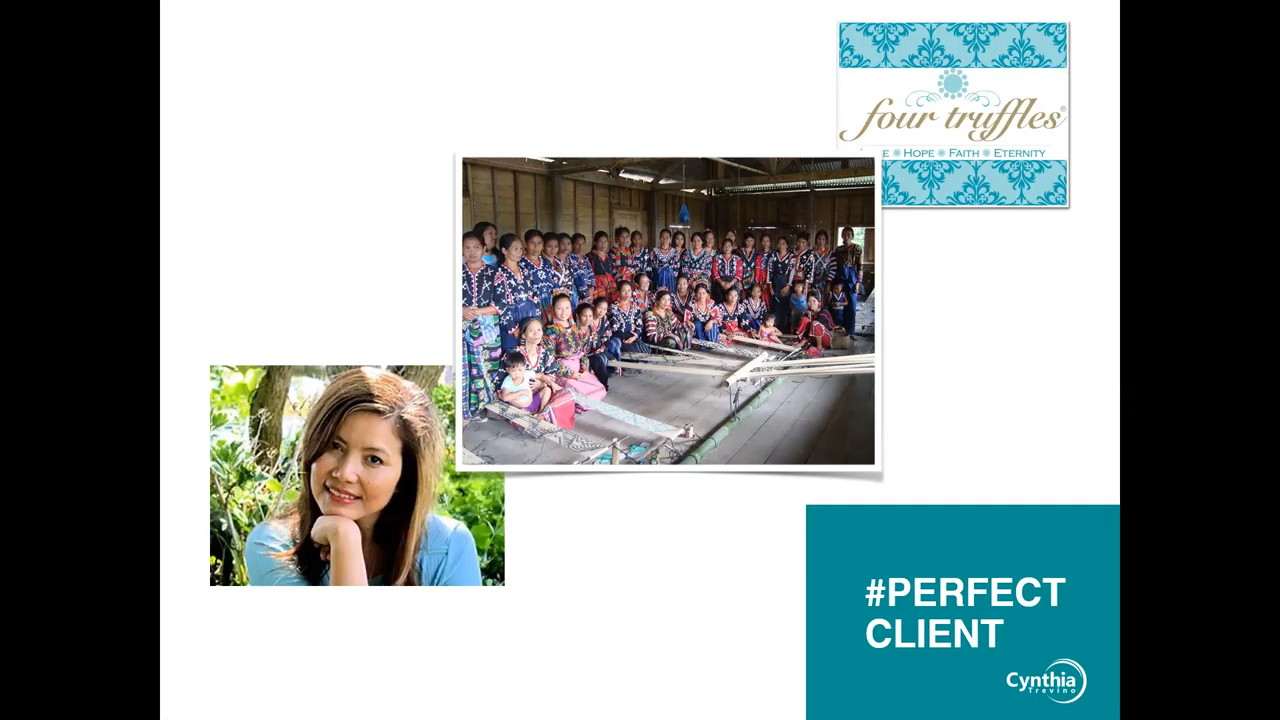 four truffles®
HOPE ✺ FAITH ✺ ETERNITY
#PERFECT
CLIENT
Cynthia
Trevino